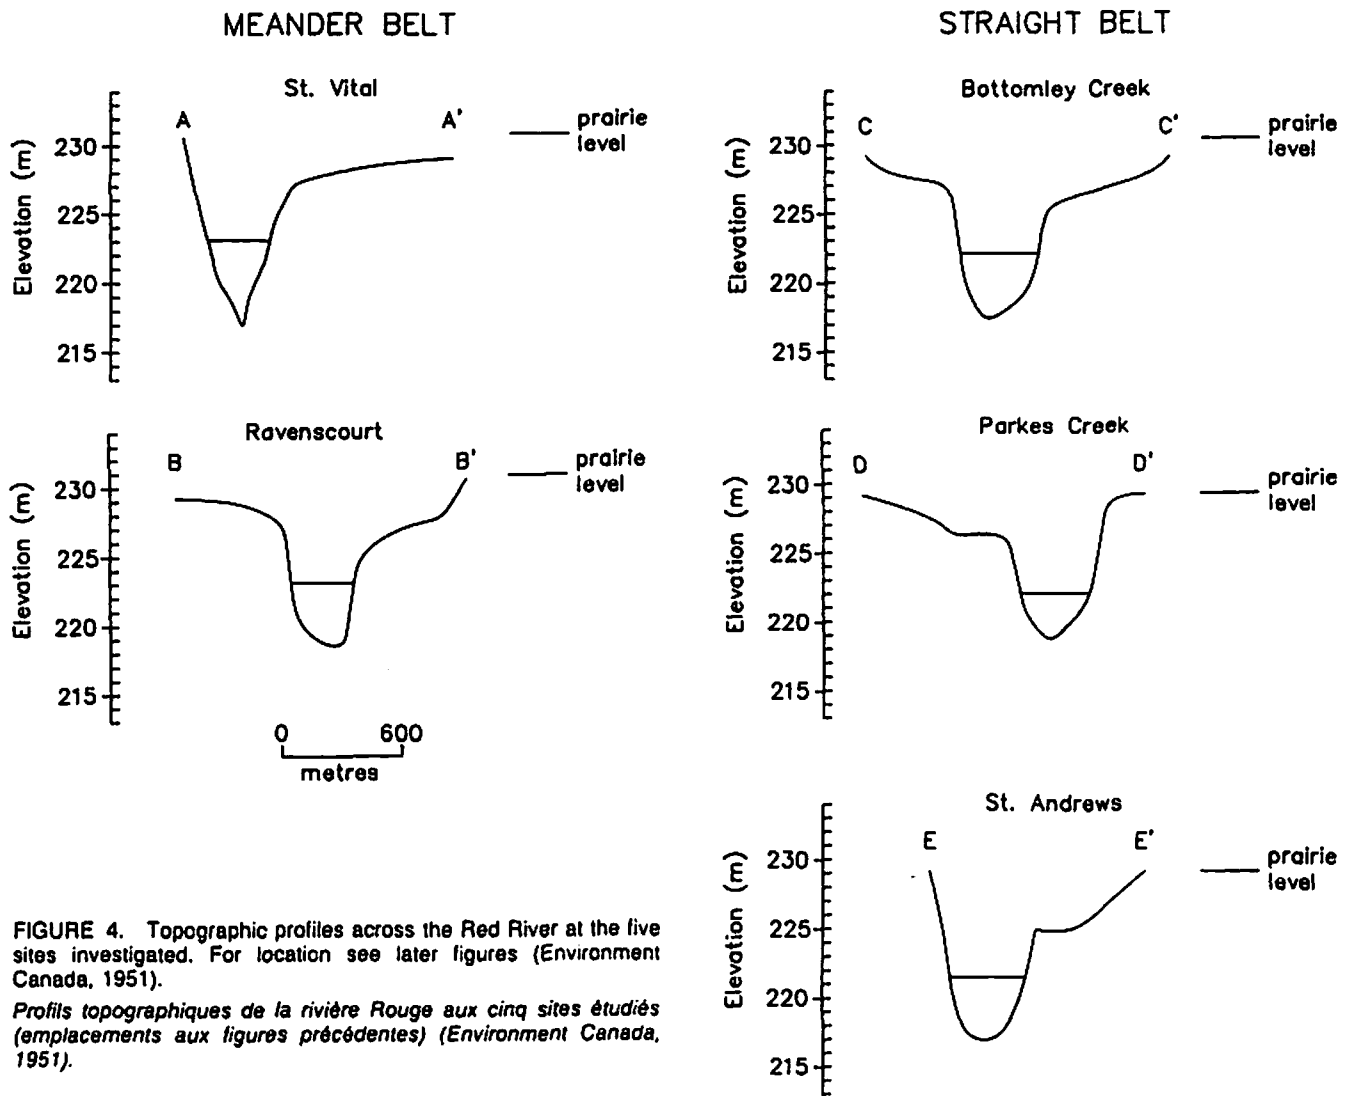 MEANDER BELT
St. Vital
A
A'
prairie
level
Elevation (m)
230
225
220
215
Ravenscourt
B
B'
prairie
level
Elevation (m)
230
225
220
215
0 600
metres
STRAIGHT BELT
Bottomley Creek
C
C'
prairie
level
Elevation (m)
230
225
220
215
Parkes Creek
D
D'
prairie
level
Elevation (m)
230
225
220
215
St. Andrews
E
E'
prairie
level
Elevation (m)
230
225
220
215
FIGURE 4. Topographic profiles across the Red River at the five
sites investigated. For location see later figures (Environment
Canada, 1951).
Profils topographiques de la rivière Rouge aux cinq sites étudiés
(emplacements aux figures précédentes) (Environment Canada,
1951).